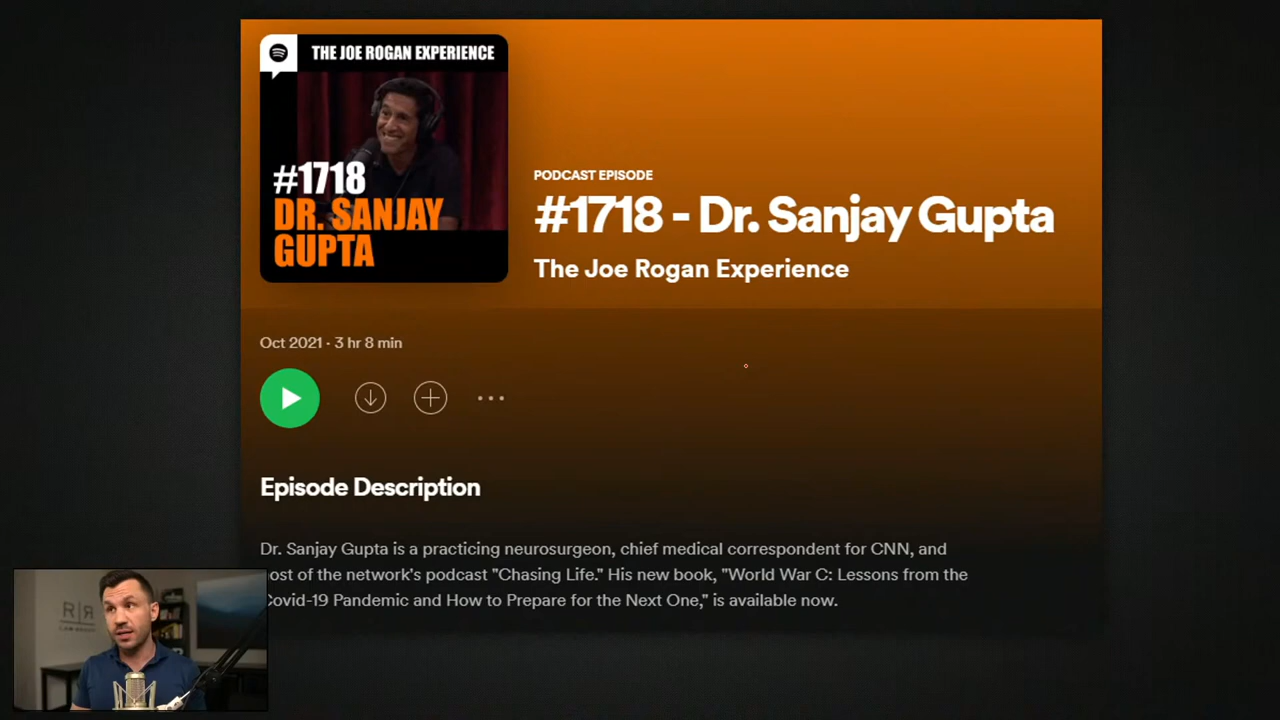 THE JOE ROGAN EXPERIENCE
#1718
DR. SANJAY
GUPTA
PODCAST EPISODE
#1718 - Dr. Sanjay Gupta
The Joe Rogan Experience
Oct 2021 · 3 hr 8 min
Episode Description
Dr. Sanjay Gupta is a practicing neurosurgeon, chief medical correspondent for CNN, and
ost of the network's podcast "Chasing Life." His new book, "World War C: Lessons from the
Covid-19 Pandemic and How to Prepare for the Next One," is available now.
R|R
LAW GROUP